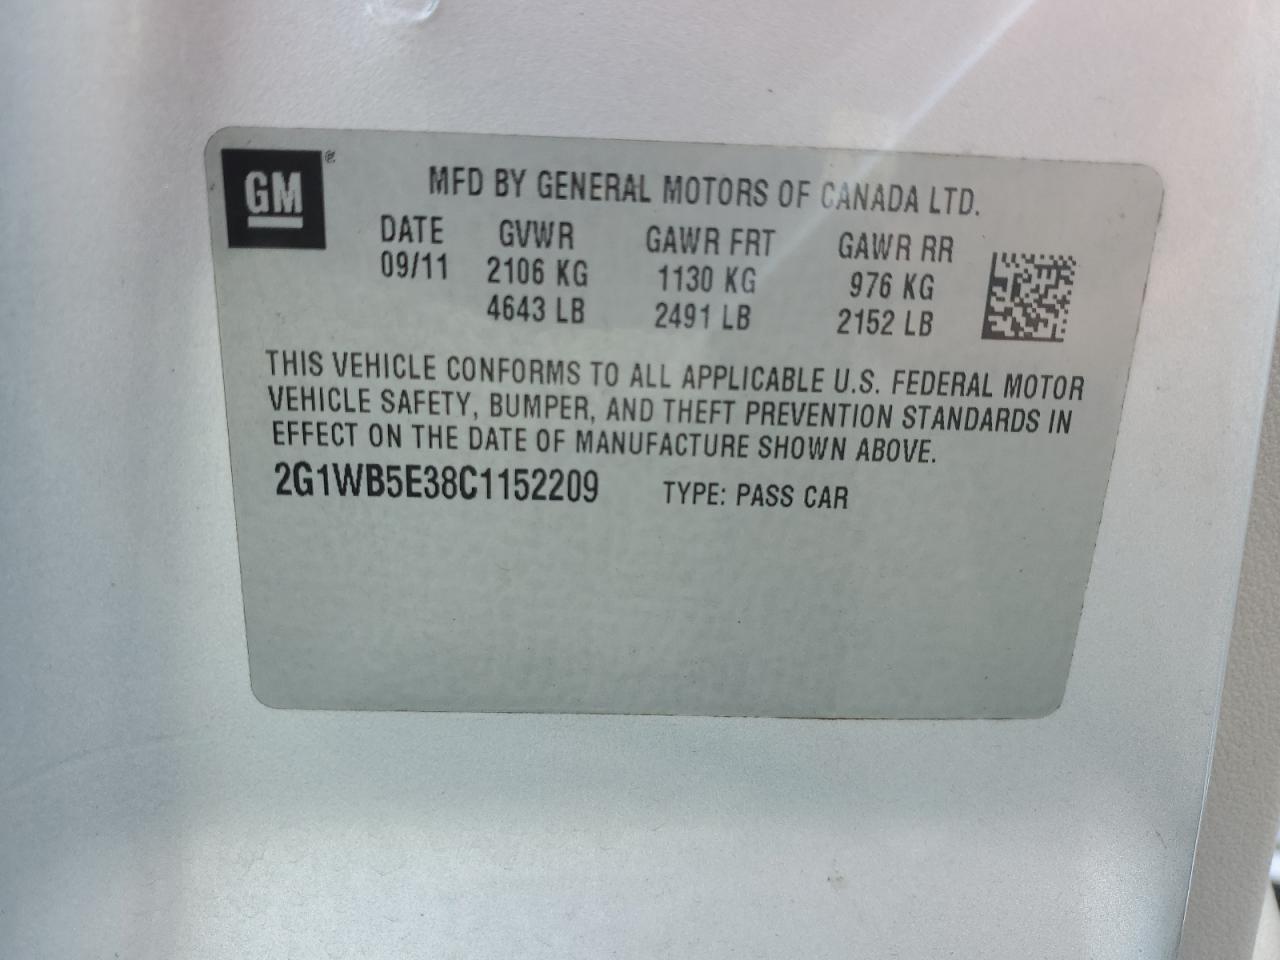 GM ®
MFD BY GENERAL MOTORS OF CANADA LTD.
DATE GVWR GAWR FRT GAWR RR
09/11 2106 KG 1130 KG 976 KG
4643 LB 2491 LB 2152 LB
THIS VEHICLE CONFORMS TO ALL APPLICABLE U.S. FEDERAL MOTOR
VEHICLE SAFETY, BUMPER, AND THEFT PREVENTION STANDARDS IN
EFFECT ON THE DATE OF MANUFACTURE SHOWN ABOVE.
2G1WB5E38C1152209 TYPE: PASS CAR